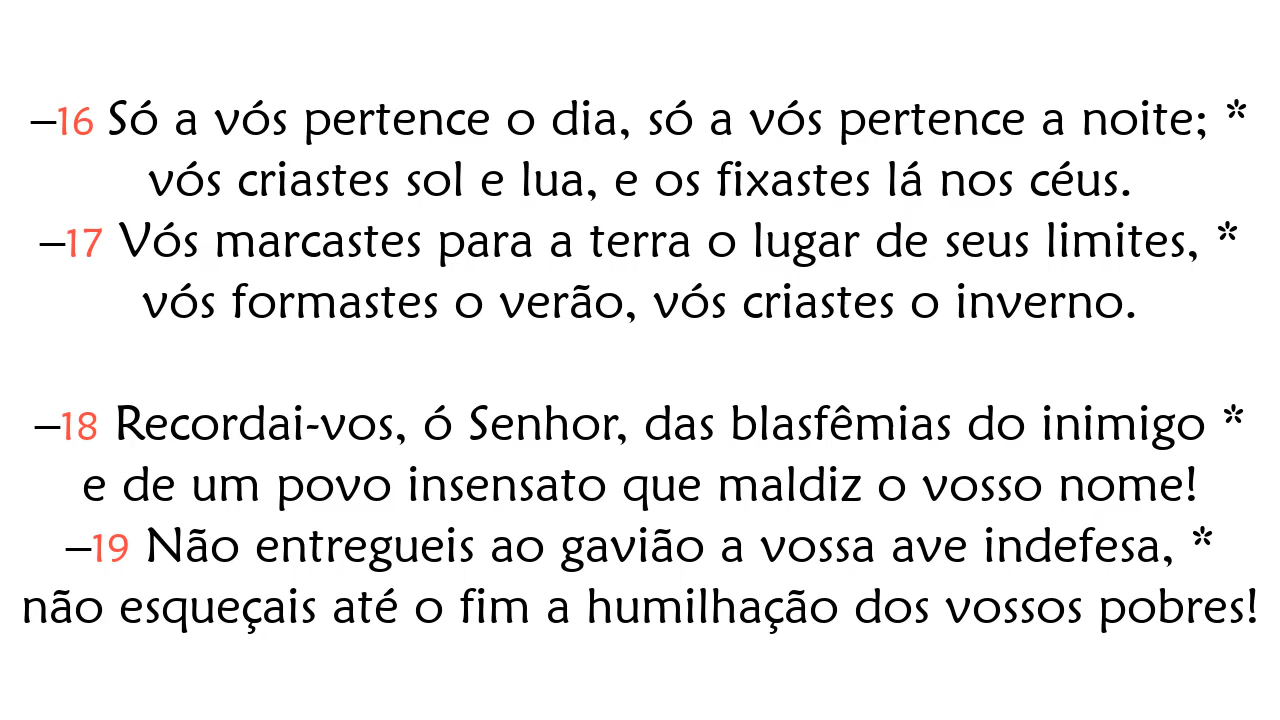 –16 Só a vós pertence o dia, só a vós pertence a noite; *
vós criastes sol e lua, e os fixastes lá nos céus.
–17 Vós marcastes para a terra o lugar de seus limites, *
vós formastes o verão, vós criastes o inverno.
–18 Recordai-vos, ó Senhor, das blasfêmias do inimigo *
e de um povo insensato que maldiz o vosso nome!
–19 Não entregueis ao gavião a vossa ave indefesa, *
não esqueçais até o fim a humilhação dos vossos pobres!